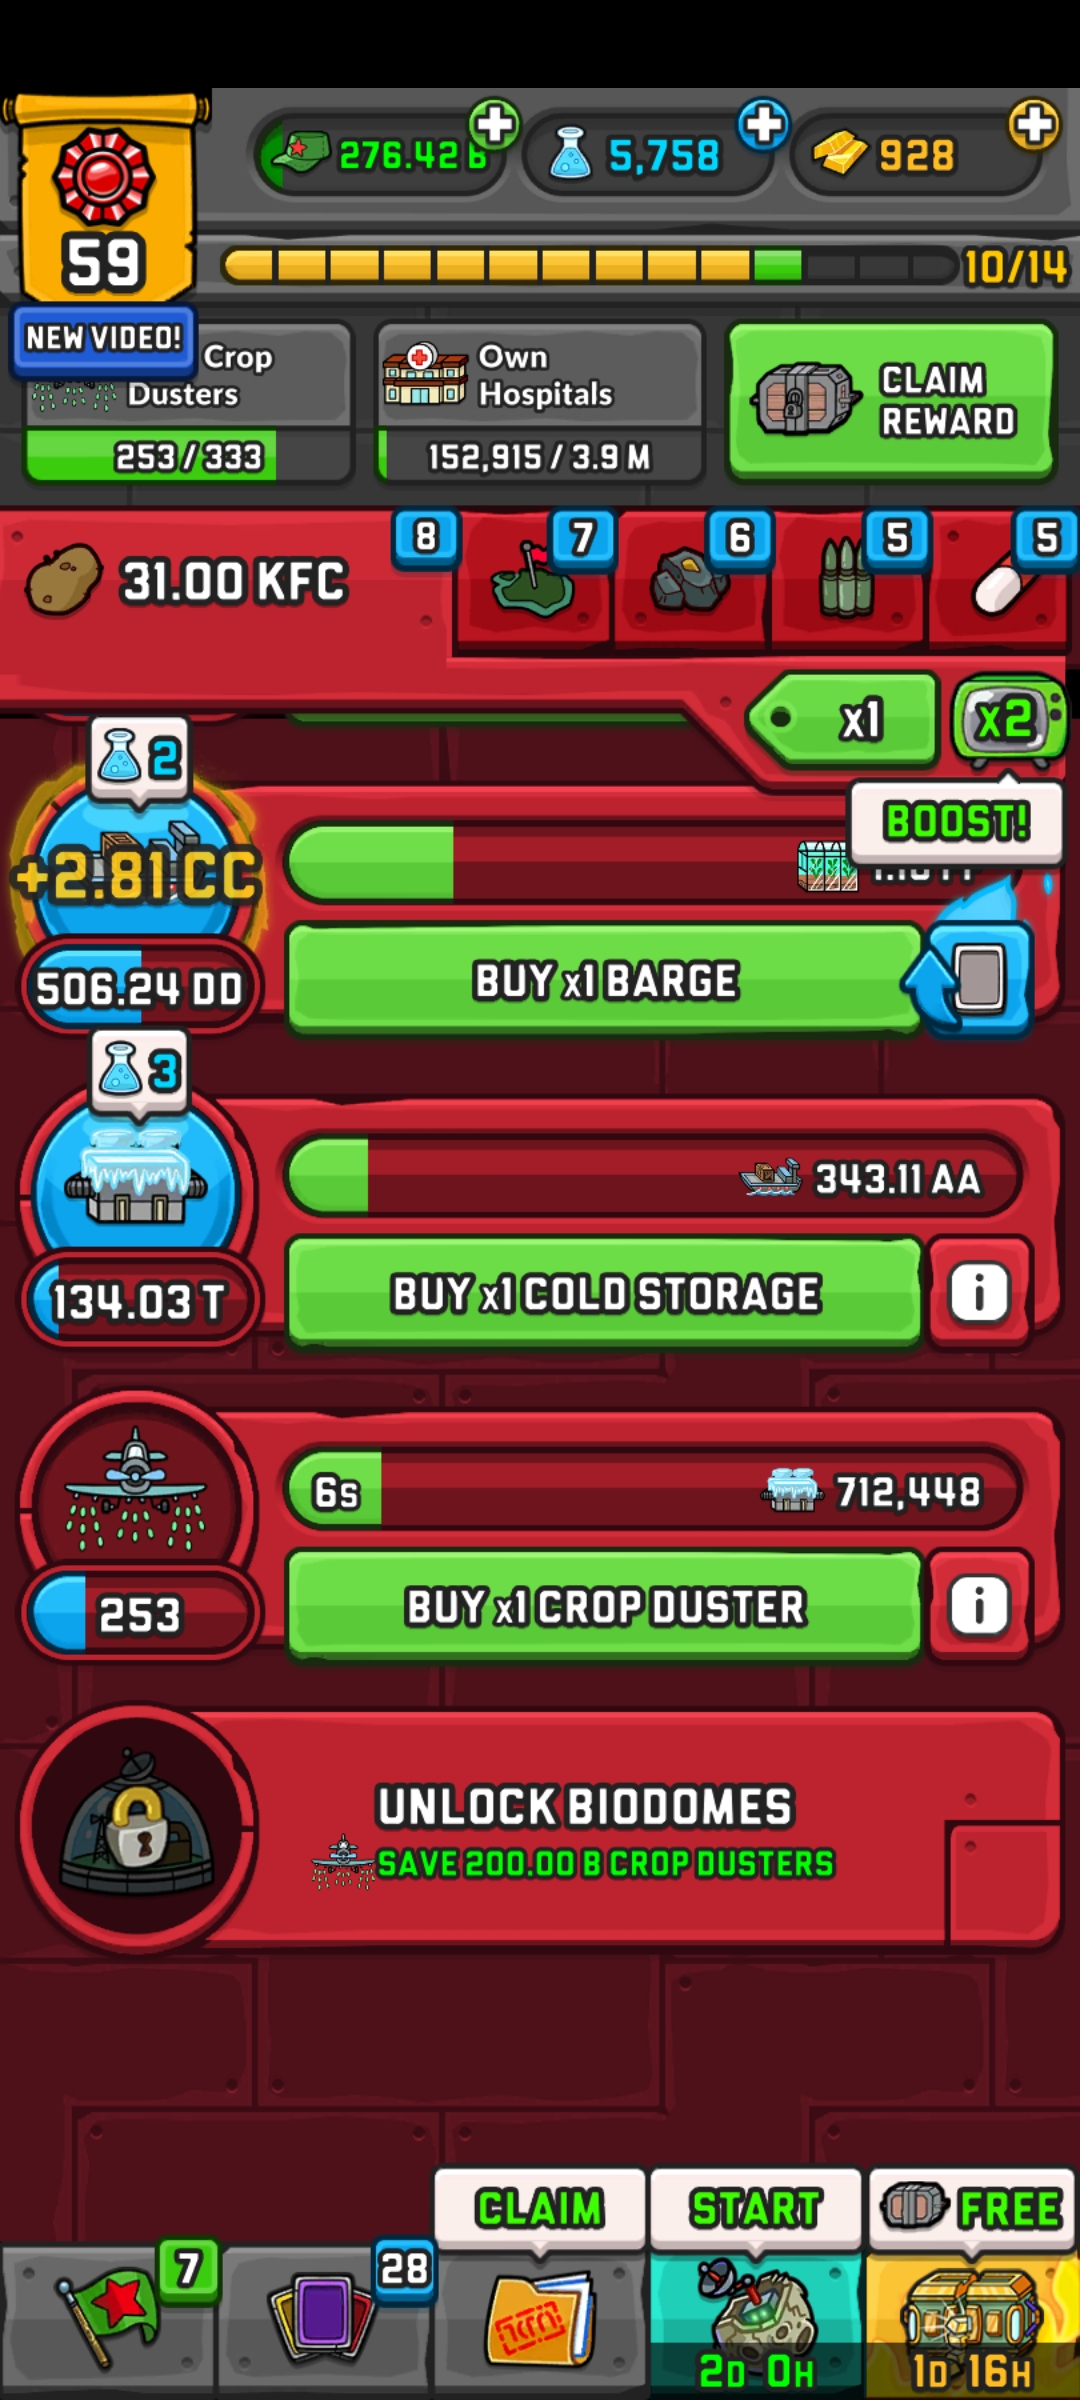 276.42 B
5,758
928
59
10/14
NEW VIDEO!
Crop
Dusters
253/333
Own
Hospitals
152,915/3.9 M
CLAIM
REWARD
31.00 KFC
8
7
6
5
5
x1
x2
BOOST!
2
+2.81 CC
506.24 DD
BUY x1 BARGE
3
343.11 AA
134.03 T
BUY x1 COLD STORAGE
i
6s
712,448
253
BUY x1 CROP DUSTER
i
UNLOCK BIODOMES
SAVE 200.00 B CROP DUSTERS
CLAIM
START
FREE
7
28
2D 0H
1D 16H